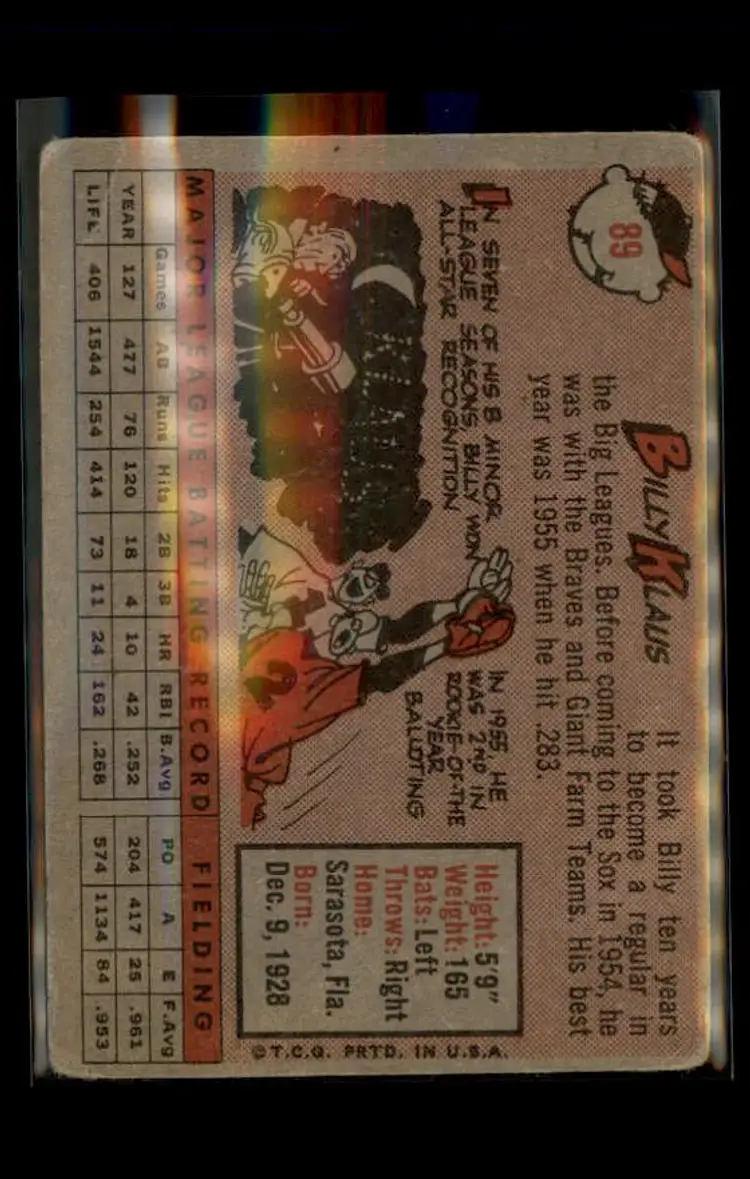 89
BILLY KLAUS
It took Billy ten years
to become a regular in
the Big Leagues. Before coming to the Sox in 1954, he
was with the Braves and Giant Farm Teams. His best
year was 1955 when he hit .283.
IN SEVEN OF HIS 8 MINOR
LEAGUE SEASONS, BILLY WON
ALL-STAR RECOGNITION
IN 1955, HE
WAS 2ND IN
ROOKIE-OF-THE
YEAR
BALLOTING
Height: 5'9"
Weight: 165
Bats: Left
Throws: Right
Home:
Sarasota, Fla.
Born:
Dec. 9, 1928
©T.C.G. PRTD. IN U.S.A.
MAJOR LEAGUE BATTING RECORD FIELDING
Games AB Runs Hits 2B 3B HR RBI B.Avg PO A E F.Avg
YEAR 127 477 76 120 18 4 10 42 .252 204 417 25 .961
LIFE 406 1544 254 414 73 11 24 162 .268 574 1134 84 .953